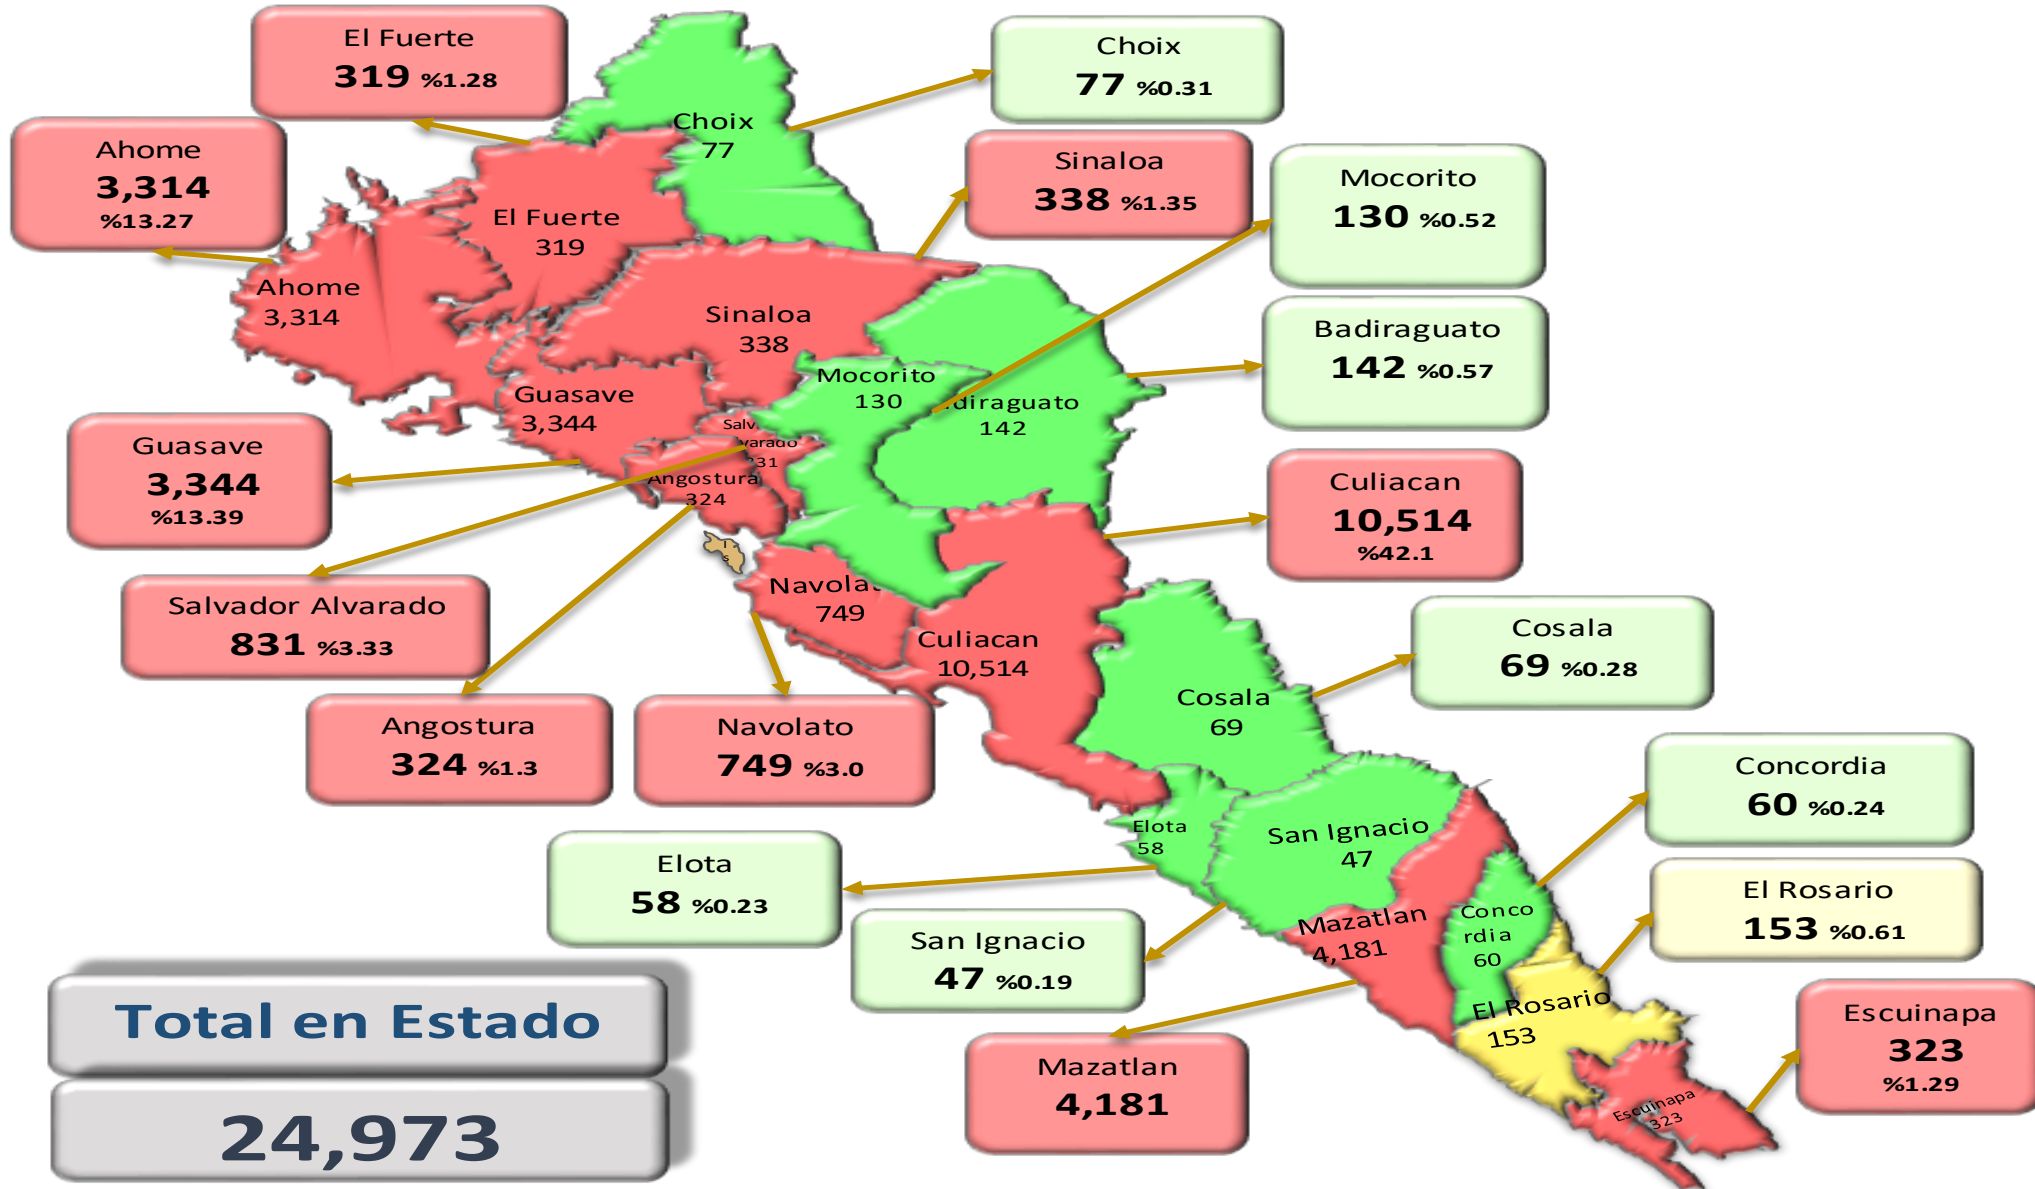 El Fuerte
319 %1.28
Choix
77 %0.31
Ahome
3,314
%13.27
Sinaloa
338 %1.35
Mocorito
130 %0.52
Badiraguato
142 %0.57
Guasave
3,344
%13.39
Culiacan
10,514
%42.1
Salvador Alvarado
831 %3.33
Cosala
69 %0.28
Angostura
324 %1.3
Navolato
749 %3.0
Concordia
60 %0.24
Elota
58 %0.23
El Rosario
153 %0.61
San Ignacio
47 %0.19
Escuinapa
323
%1.29
Mazatlan
4,181
Choix
77
El Fuerte
319
Ahome
3,314
Sinaloa
338
Mocorito
130
diraguato
142
Guasave
3,344
Salv
varado
831
Angostura
324
Navolat
749
Culiacan
10,514
Cosala
69
Elota
58
San Ignacio
47
Mazatlan
4,181
Conco
rdia
60
El Rosario
153
Escuinapa
323
Total en Estado
24,973